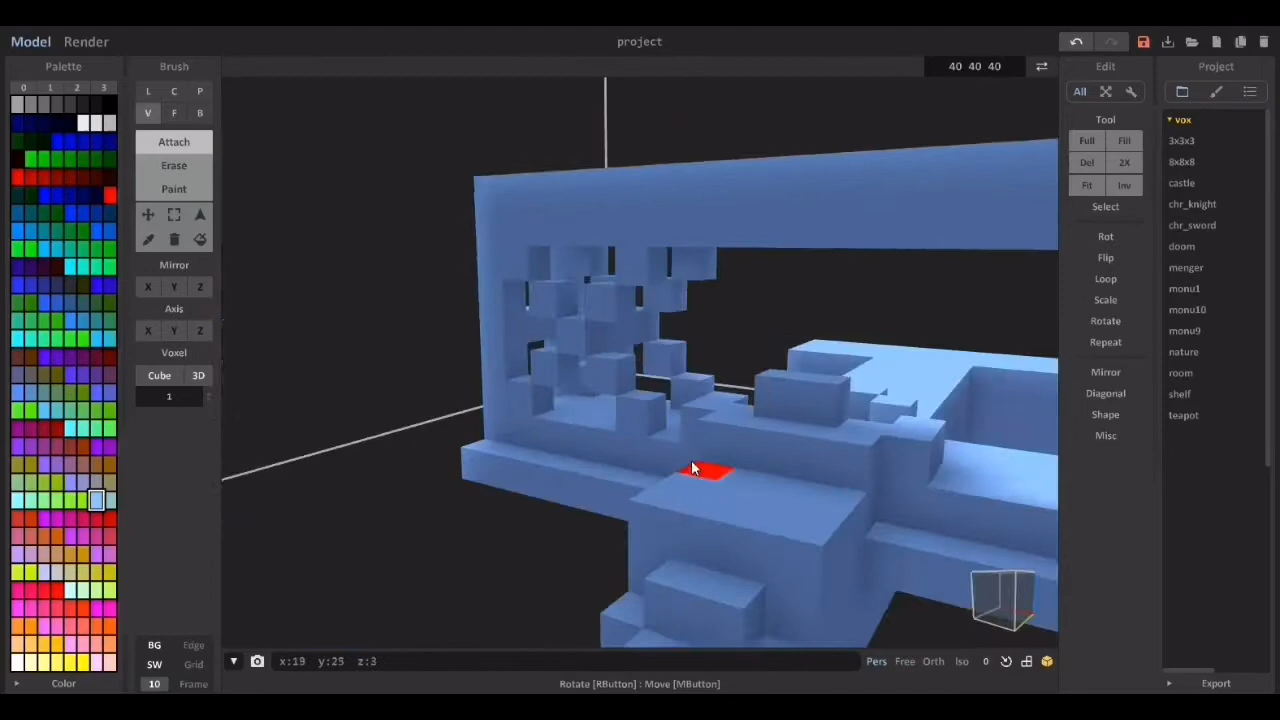 Model Render
project
Palette
Brush
40 40 40
Edit
Project
0 1 2 3
L C P
V F B
All
vox
Attach
Tool
3x3x3
Erase
Full Fill
8x8x8
Del 2X
castle
Paint
Fit Inv
Select
chr_knight
chr_sword
Rot
doom
Flip
Mirror
menger
X Y Z
Loop
monu1
Axis
Scale
monu10
X Y Z
Rotate
monu9
Voxel
Repeat
nature
Cube 3D
Mirror
room
1
Diagonal
shelf
Shape
teapot
Misc
BG Edge
SW Grid
10 Frame
x:19 y:25 z:3
Pers Free Orth Iso 0
Color
Rotate [RButton] : Move [MButton]
Export